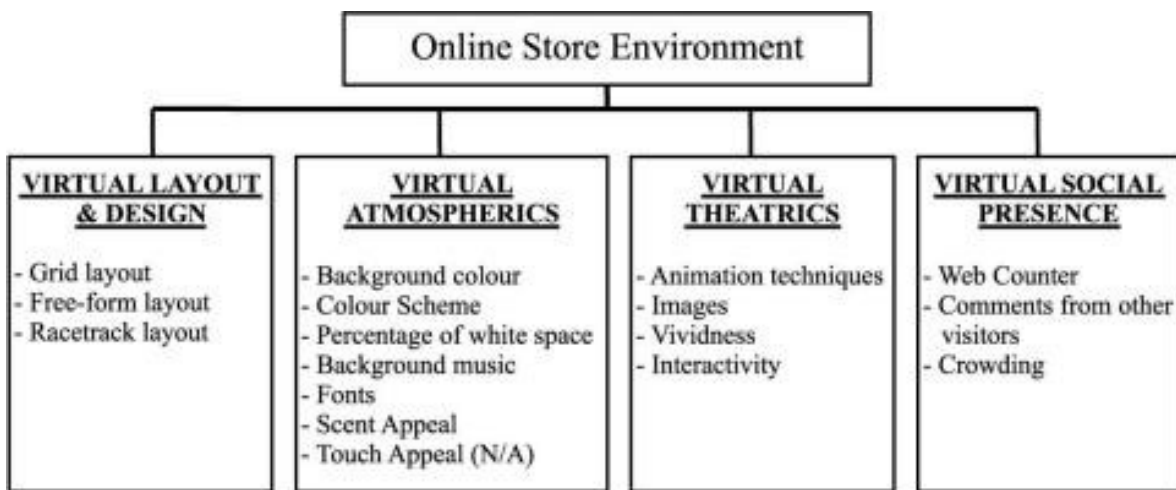 Online Store Environment
VIRTUAL LAYOUT
& DESIGN
- Grid layout
- Free-form layout
- Racetrack layout
VIRTUAL
ATMOSPHERICS
- Background colour
- Colour Scheme
- Percentage of white space
- Background music
- Fonts
- Scent Appeal
- Touch Appeal (N/A)
VIRTUAL
THEATRICS
- Animation techniques
- Images
- Vividness
- Interactivity
VIRTUAL SOCIAL
PRESENCE
- Web Counter
- Comments from other
visitors
- Crowding